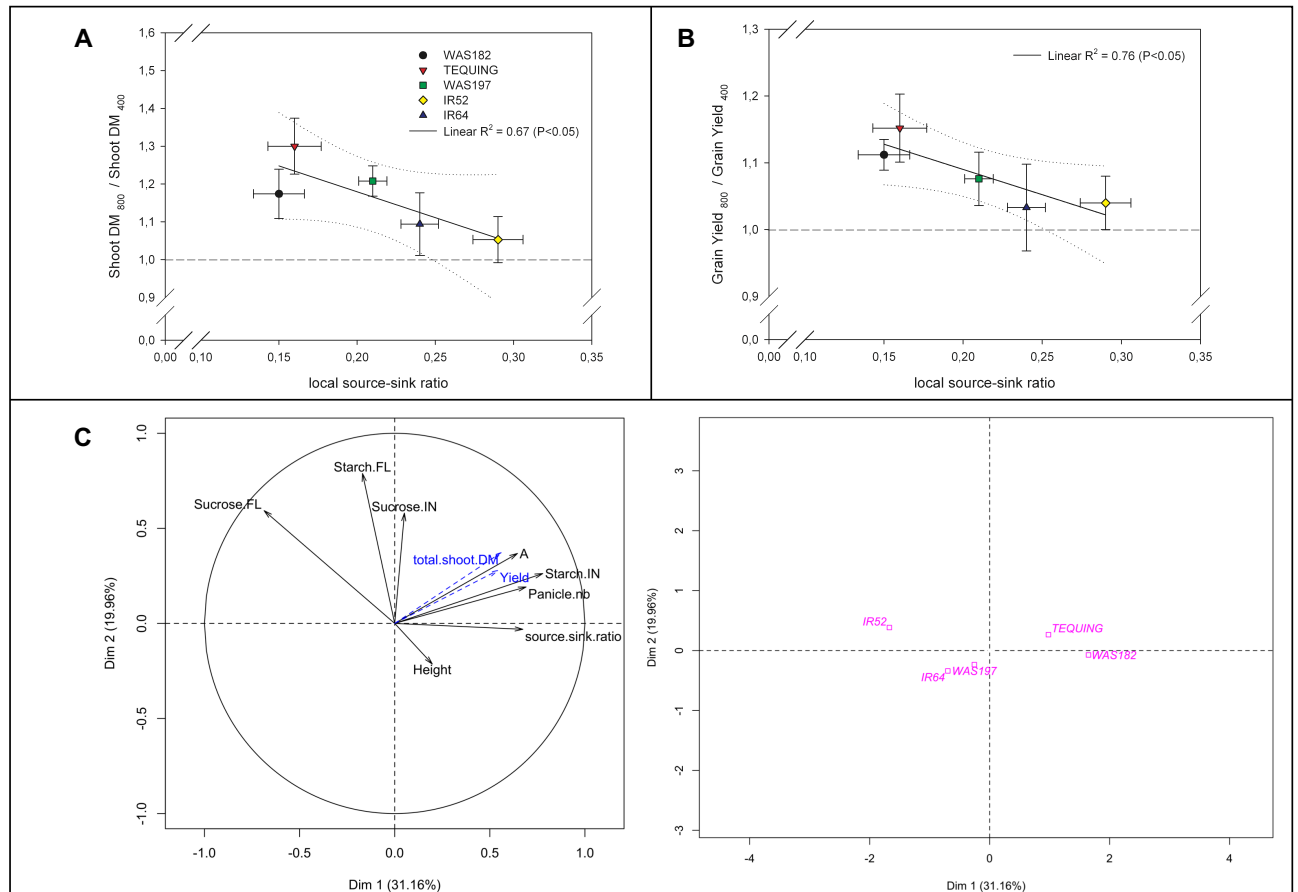 A
1,6
1,5
1,4
1,3
1,2
1,1
1,0
0,9
0,0
Shoot DM 800 / Shoot DM 400
WAS182
TEQUING
WAS197
IR52
IR64
Linear R2 = 0.67 (P<0.05)
0,00 0,10 0,15 0,20 0,25 0,30 0,35
local source-sink ratio
B
1,3
1,2
1,1
1,0
0,9
0,0
Grain Yield 800 / Grain Yield 400
Linear R2 = 0.76 (P<0.05)
0,00 0,10 0,15 0,20 0,25 0,30 0,35
local source-sink ratio
C
1.0
0.5
0.0
-0.5
-1.0
Dim 2 (19.96%)
Starch.FL
Sucrose.FL
Sucrose.IN
total.shoot.DM
A
Yield
Starch.IN
Panicle.nb
source.sink.ratio
Height
-1.0 -0.5 0.0 0.5 1.0
Dim 1 (31.16%)
3
2
1
0
-1
-2
-3
Dim 2 (19.96%)
IR52
TEQUING
WAS182
WAS197
IR64
-4 -2 0 2 4
Dim 1 (31.16%)